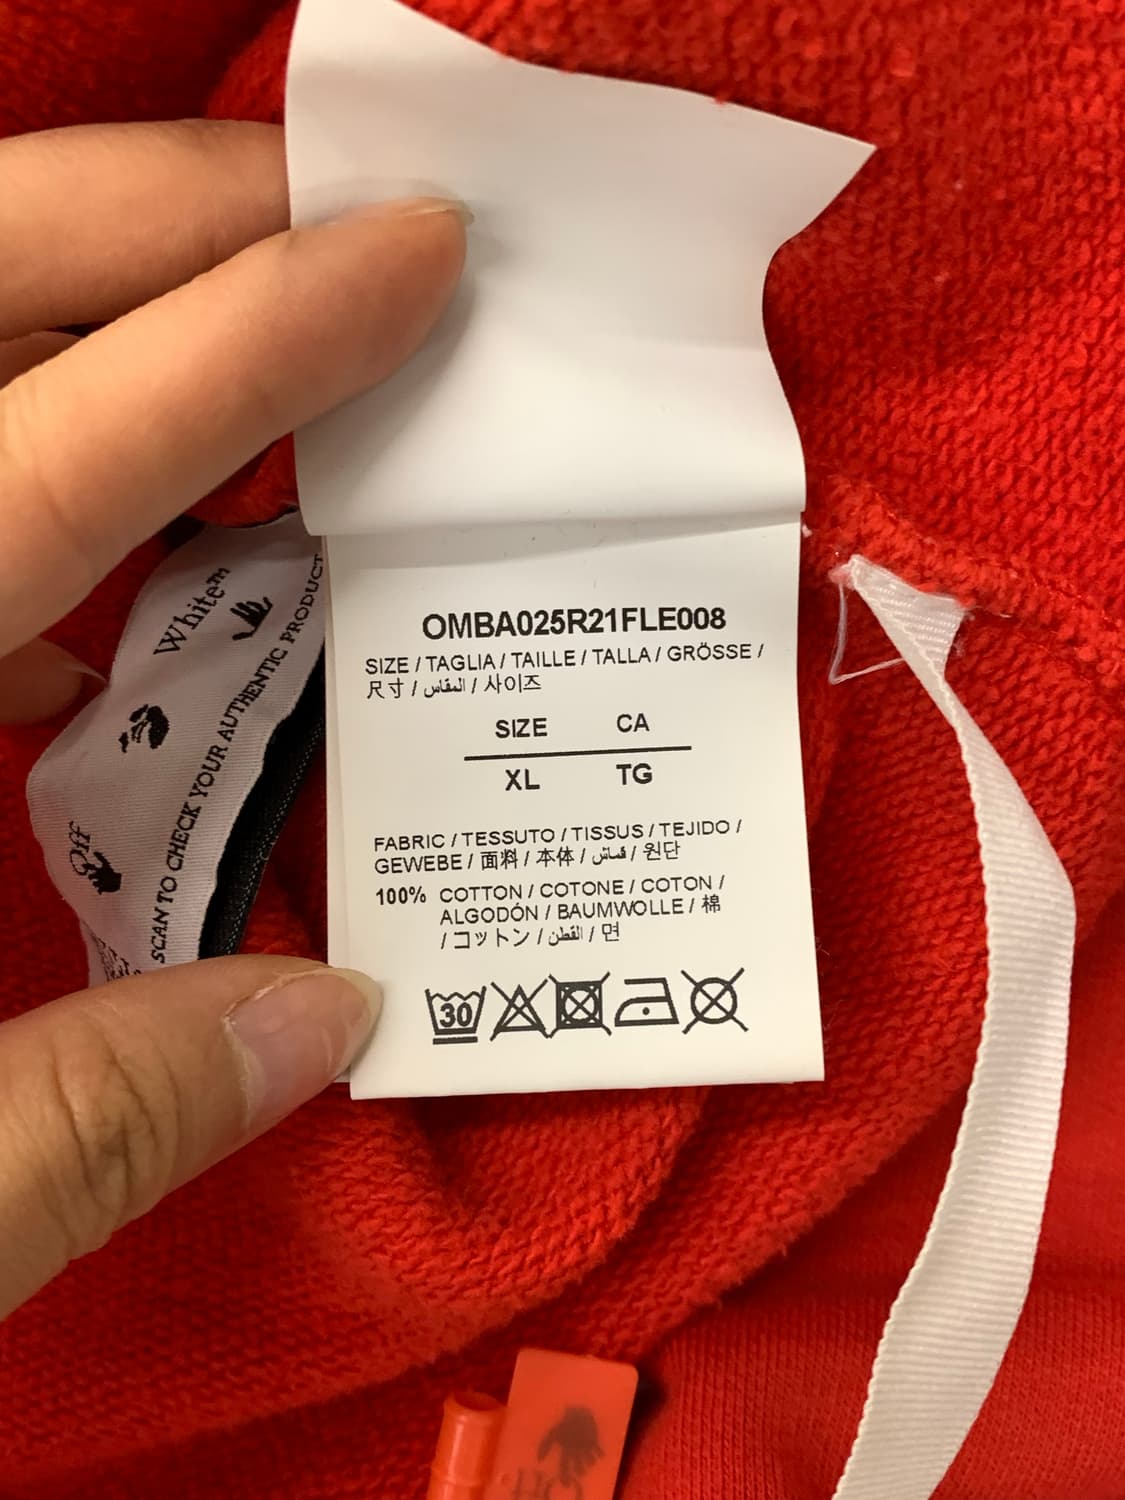 OMBA025R21FLE008
SIZE / TAGLIA / TAILLE / TALLA / GRÖSSE /
尺寸 / المقاس / 사이즈
SIZE CA
XL TG
FABRIC / TESSUTO / TISSUS / TEJIDO /
GEWEBE / 面料 / 本体 / قماش / 원단
100% COTTON / COTONE / COTON /
ALGODÓN / BAUMWOLLE / 棉
/ コットン / القطن / 면
30
Off White™
SCAN TO CHECK YOUR AUTHENTIC PRODUCT
Off